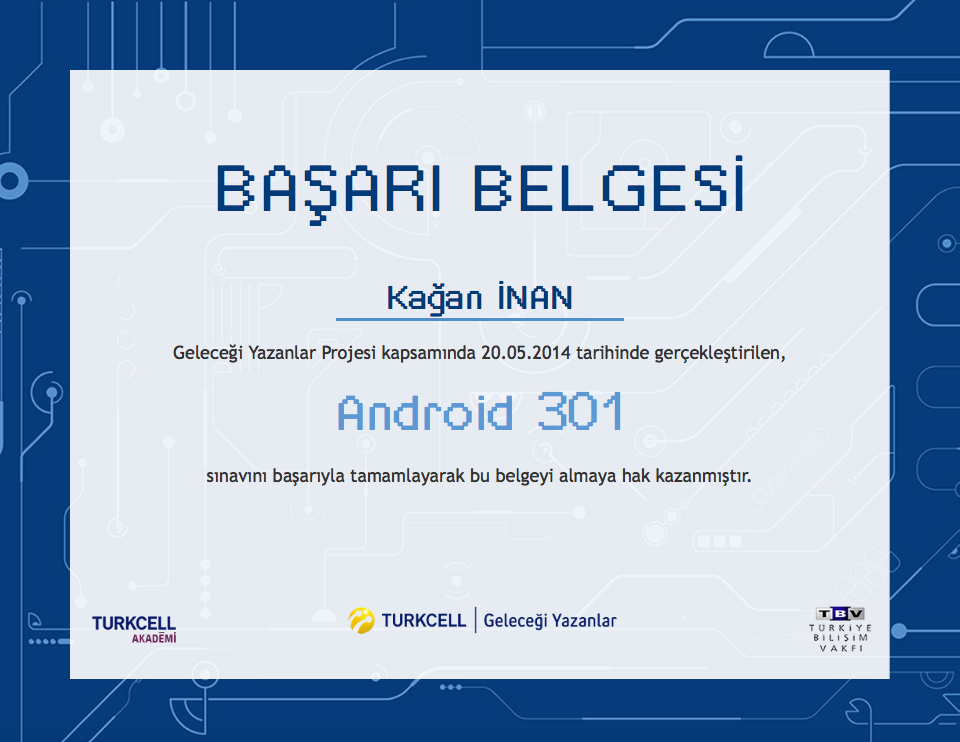 BAŞARI BELGESİ
Kağan İNAN
Geleceği Yazanlar Projesi kapsamında 20.05.2014 tarihinde gerçekleştirilen,
Android 301
sınavını başarıyla tamamlayarak bu belgeyi almaya hak kazanmıştır.
TURKCELL
AKADEMİ
TURKCELL | Geleceği Yazanlar
TBV
TÜRKİYE
BİLİŞİM
VAKFI